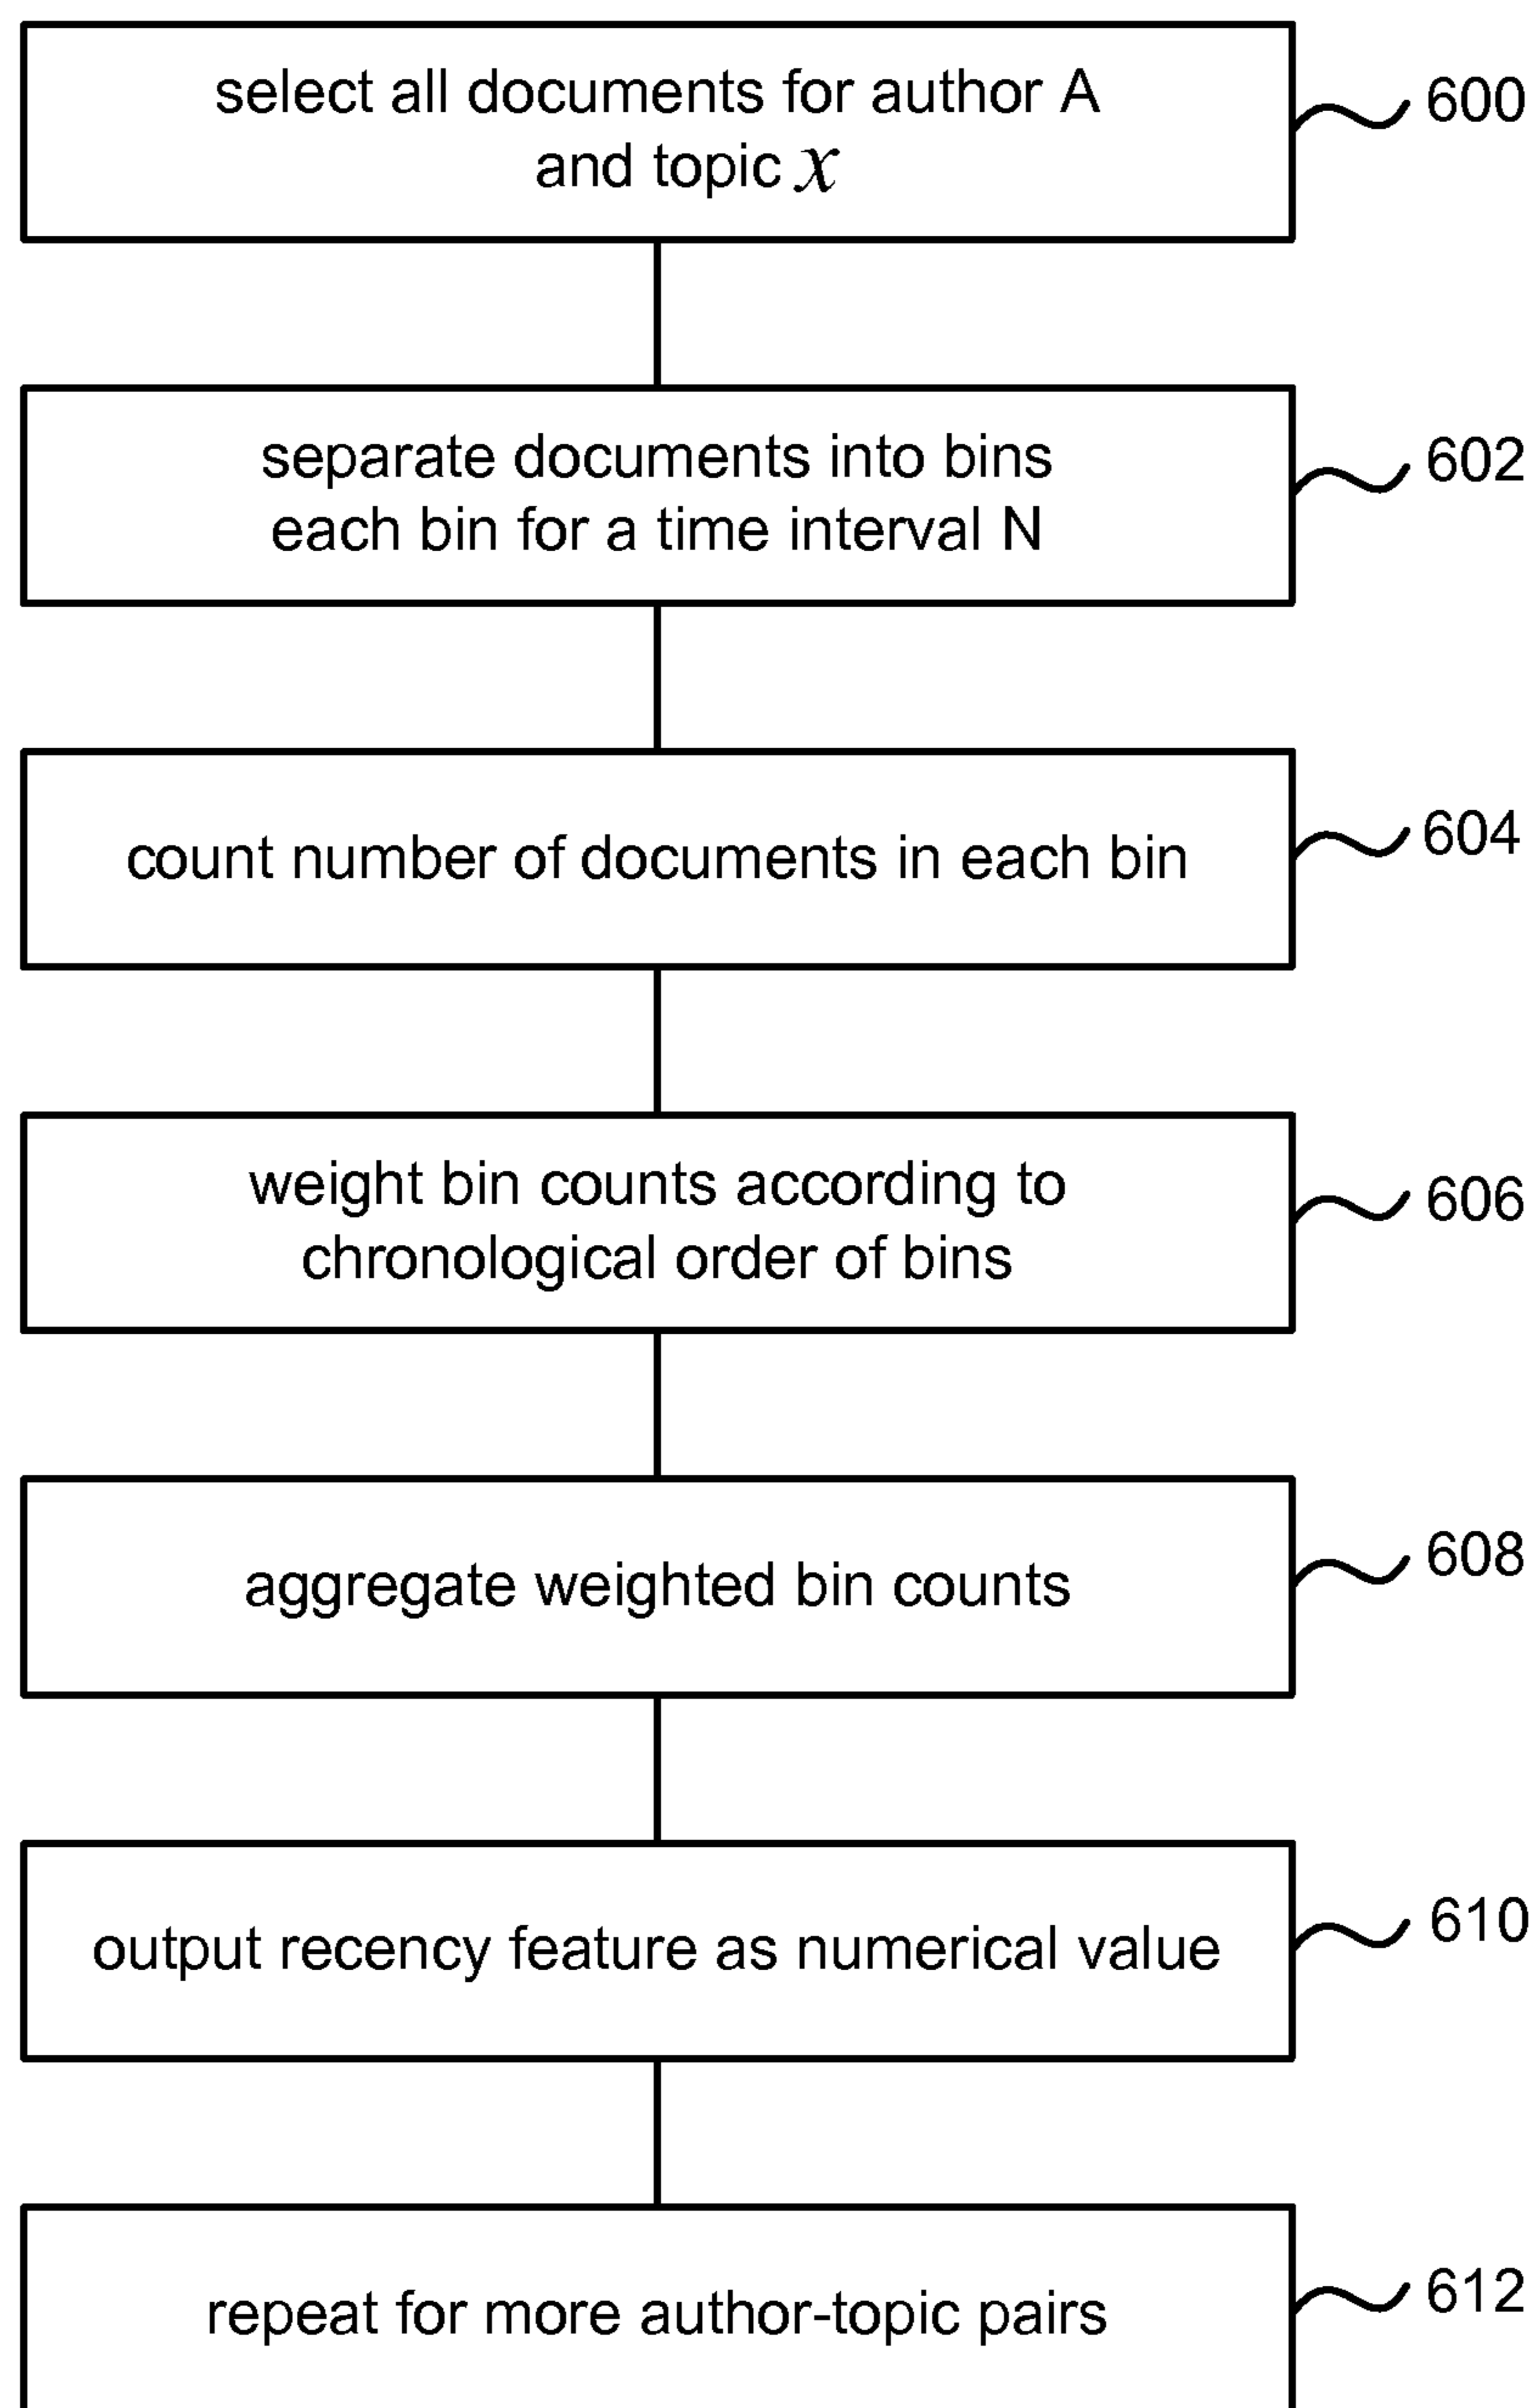 select all documents for author A
and topic x
600
separate documents into bins
each bin for a time interval N
602
count number of documents in each bin
604
weight bin counts according to
chronological order of bins
606
aggregate weighted bin counts
608
output recency feature as numerical value
610
repeat for more author-topic pairs
612